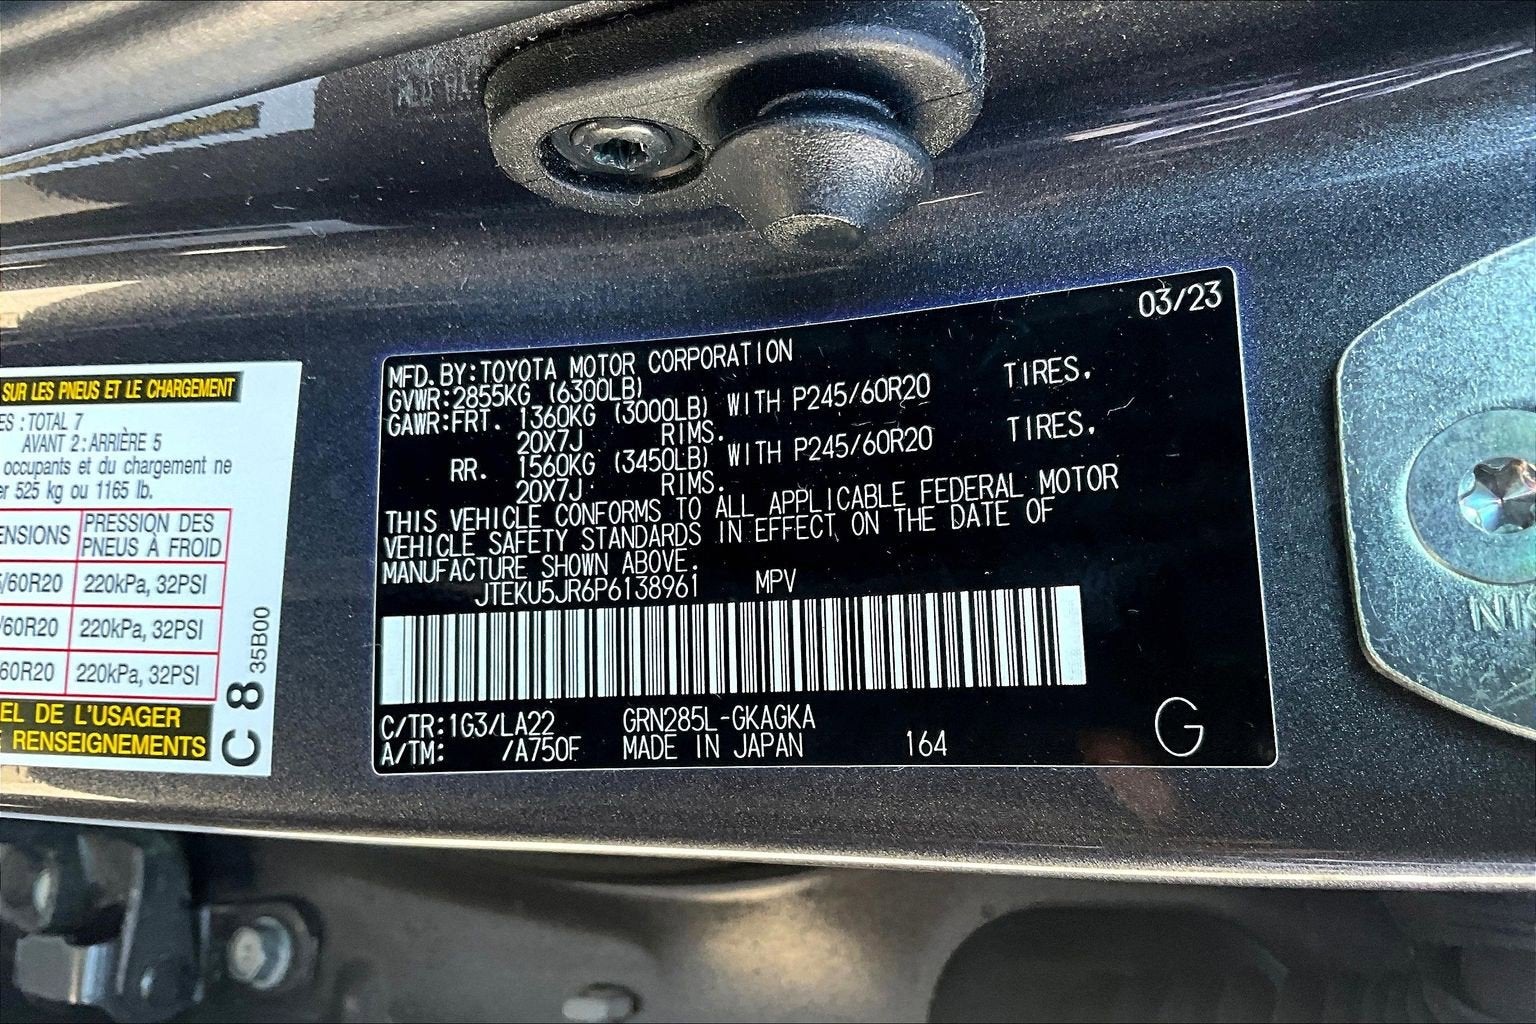 SUR LES PNEUS ET LE CHARGEMENT
ES : TOTAL 7
AVANT 2 : ARRIÈRE 5
occupants et du chargement ne
er 525 kg ou 1165 lb.
ENSIONS PRESSION DES PNEUS À FROID
/60R20 220kPa, 32PSI
/60R20 220kPa, 32PSI
60R20 220kPa, 32PSI
EL DE L'USAGER
RENSEIGNEMENTS
C8 35B00
03/23
MFD. BY: TOYOTA MOTOR CORPORATION
GVWR: 2855KG (6300LB)
GAWR: FRT. 1360KG (3000LB) WITH P245/60R20 TIRES,
20X7J RIMS.
RR. 1560KG (3450LB) WITH P245/60R20 TIRES,
20X7J RIMS.
THIS VEHICLE CONFORMS TO ALL APPLICABLE FEDERAL MOTOR
VEHICLE SAFETY STANDARDS IN EFFECT ON THE DATE OF
MANUFACTURE SHOWN ABOVE.
JTEKU5JR6P6138961 MPV
C/TR: 1G3/LA22 GRN285L-GKAGKA
A/TM: /A750F MADE IN JAPAN 164
G